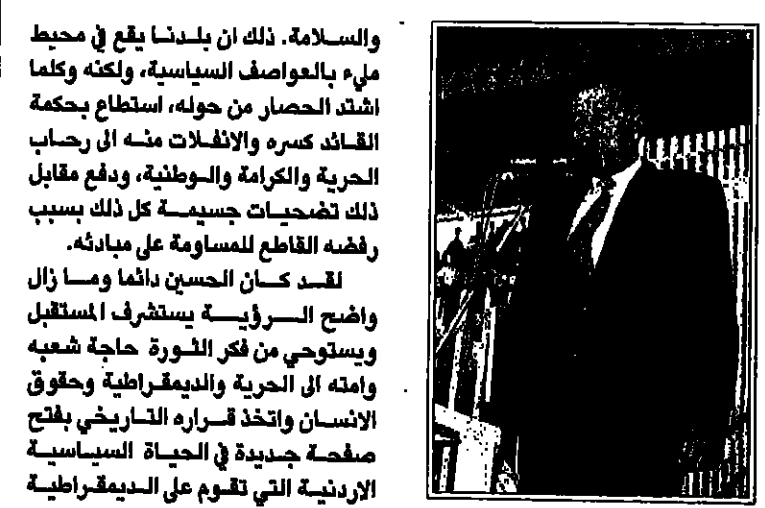 والسلامة. ذلك ان بلدنا يقع في محيط
مليء بالعواصف السياسية، ولكنه وكلما
اشتد الحصار من حوله، استطاع بحكمة
القائد كسره والانفلات منه الى رحاب
الحرية والكرامة والوطنية، ودفع مقابل
ذلك تضحيات جسيمة كل ذلك بسبب
رفضه القاطع للمساومة على مبادئه.
لقد كان الحسين دائما وما زال
واضح الرؤية يستشرف المستقبل
ويستوحي من فكر الثورة حاجة شعبه
وامته الى الحرية والديمقراطية وحقوق
الانسان واتخذ قراره التاريخي بفتح
صفحة جديدة في الحياة السياسية
الاردنية التي تقوم على الديمقراطية